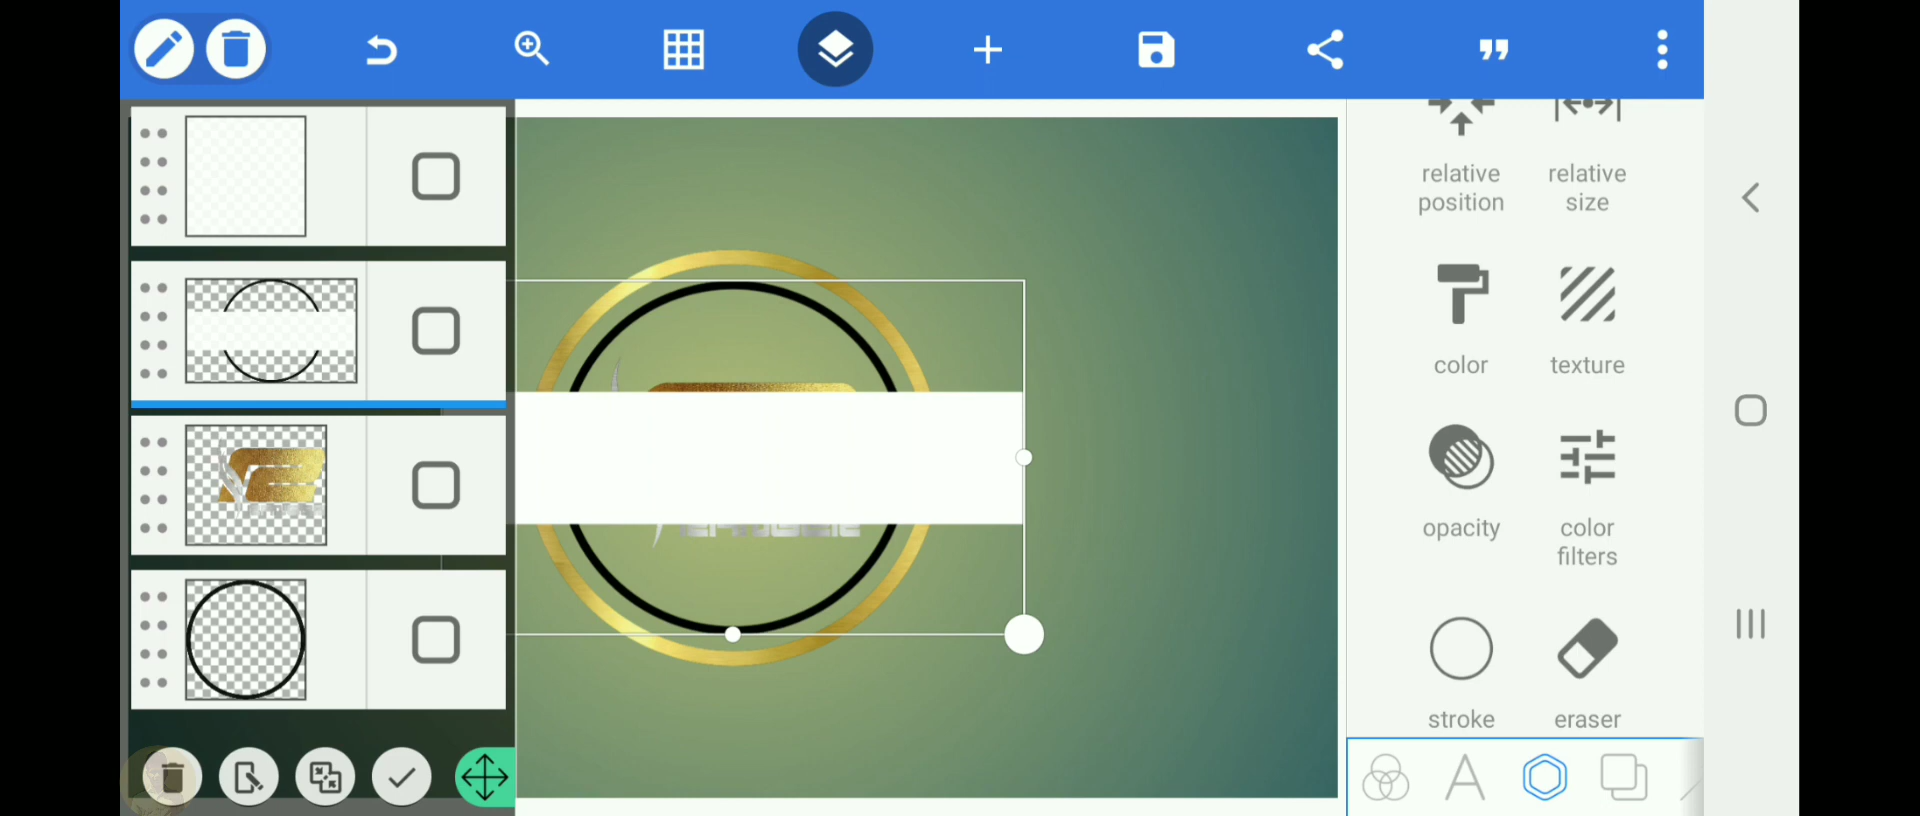 relative
position
relative
size
color
texture
opacity
color
filters
stroke
eraser